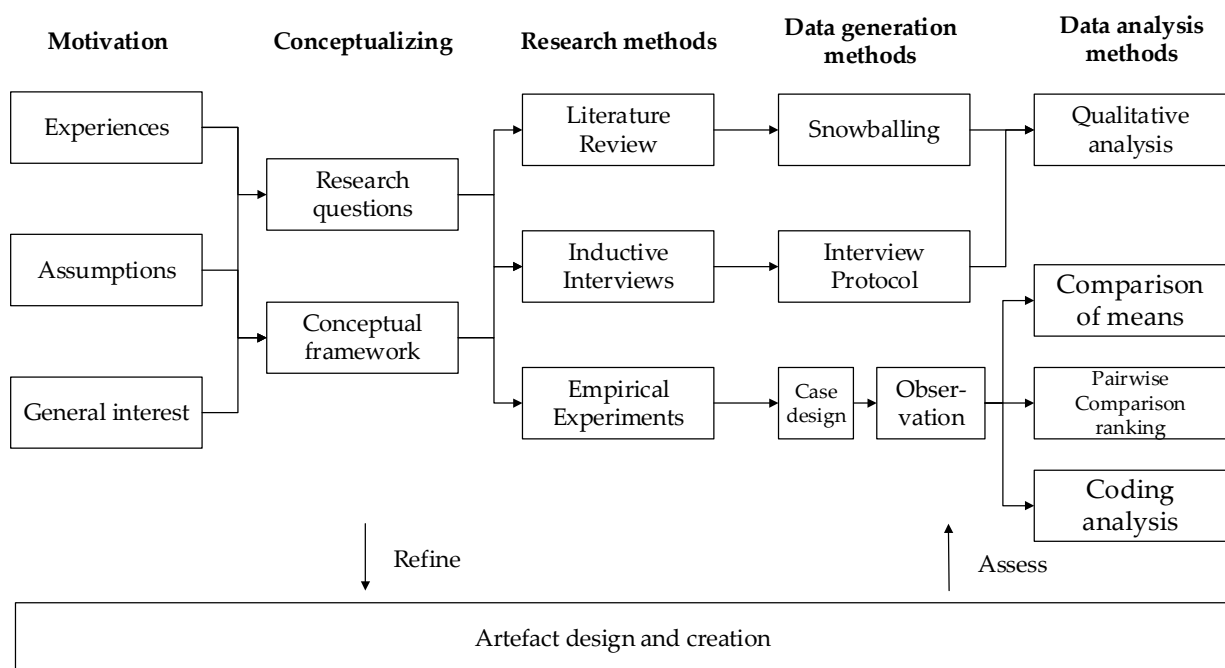 Motivation
Conceptualizing
Research methods
Data generation
methods
Data analysis
methods
Experiences
Assumptions
General interest
Research
questions
Conceptual
framework
Literature
Review
Inductive
Interviews
Empirical
Experiments
Snowballing
Interview
Protocol
Case
design
Obser-
vation
Qualitative
analysis
Comparison
of means
Pairwise
Comparison
ranking
Coding
analysis
Refine
Assess
Artefact design and creation